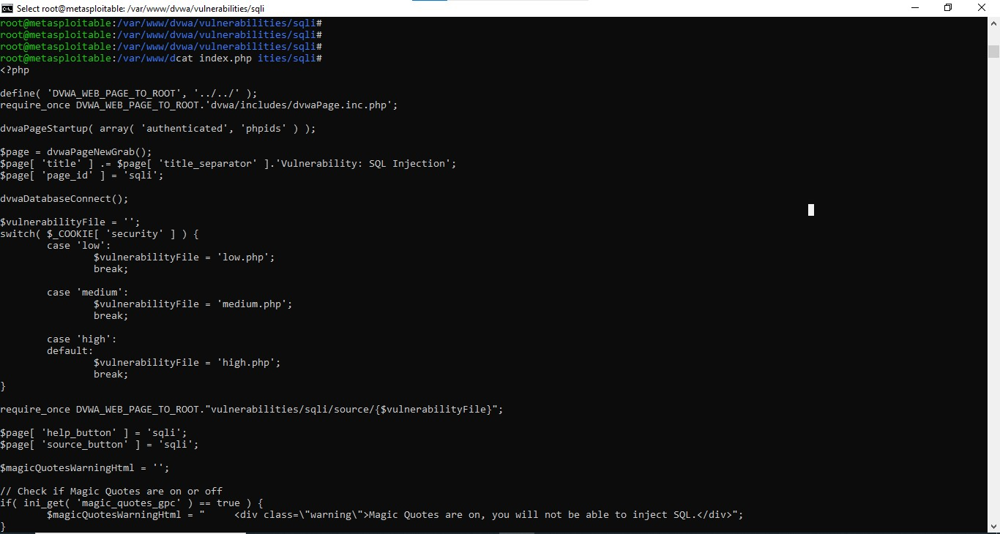 Select root@metasploitable: /var/www/dvwa/vulnerabilities/sqli
root@metasploitable:/var/www/dvwa/vulnerabilities/sqli#
root@metasploitable:/var/www/dvwa/vulnerabilities/sqli#
root@metasploitable:/var/www/dvwa/vulnerabilities/sqli#
root@metasploitable:/var/www/dcat index.php ities/sqli#
<?php

define( 'DVWA_WEB_PAGE_TO_ROOT', '../../' );
require_once DVWA_WEB_PAGE_TO_ROOT.'dvwa/includes/dvwaPage.inc.php';

dvwaPageStartup( array( 'authenticated', 'phpids' ) );

$page = dvwaPageNewGrab();
$page[ 'title' ] .= $page[ 'title_separator' ].'Vulnerability: SQL Injection';
$page[ 'page_id' ] = 'sqli';

dvwaDatabaseConnect();

$vulnerabilityFile = '';
switch( $_COOKIE[ 'security' ] ) {
        case 'low':
                $vulnerabilityFile = 'low.php';
                break;

        case 'medium':
                $vulnerabilityFile = 'medium.php';
                break;

        case 'high':
        default:
                $vulnerabilityFile = 'high.php';
                break;
}

require_once DVWA_WEB_PAGE_TO_ROOT."vulnerabilities/sqli/source/{$vulnerabilityFile}";

$page[ 'help_button' ] = 'sqli';
$page[ 'source_button' ] = 'sqli';

$magicQuotesWarningHtml = '';

// Check if Magic Quotes are on or off
if( ini_get( 'magic_quotes_gpc' ) == true ) {
        $magicQuotesWarningHtml = "     <div class=\"warning\">Magic Quotes are on, you will not be able to inject SQL.</div>";
}